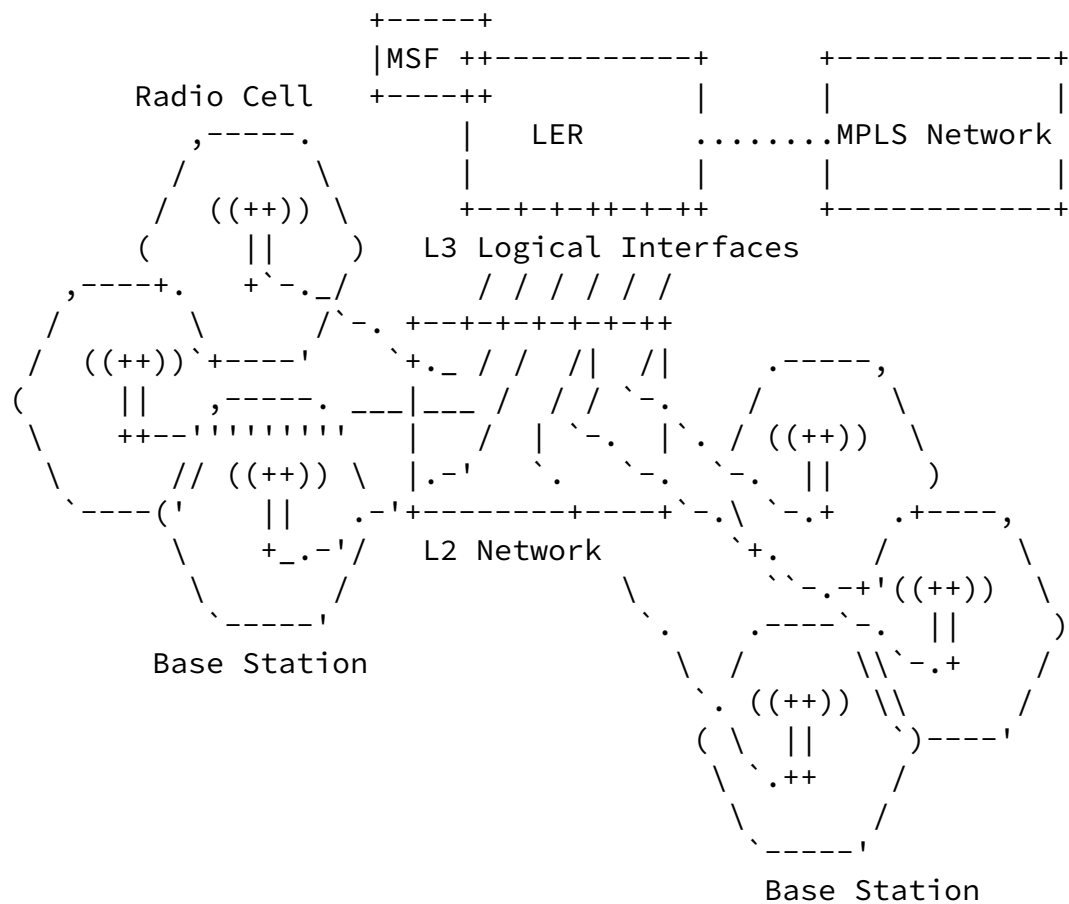 MSF
Radio Cell
LER
MPLS Network
((++))
L3 Logical Interfaces
((++))
((++))
((++))
L2 Network
((++))
Base Station
((++))
Base Station